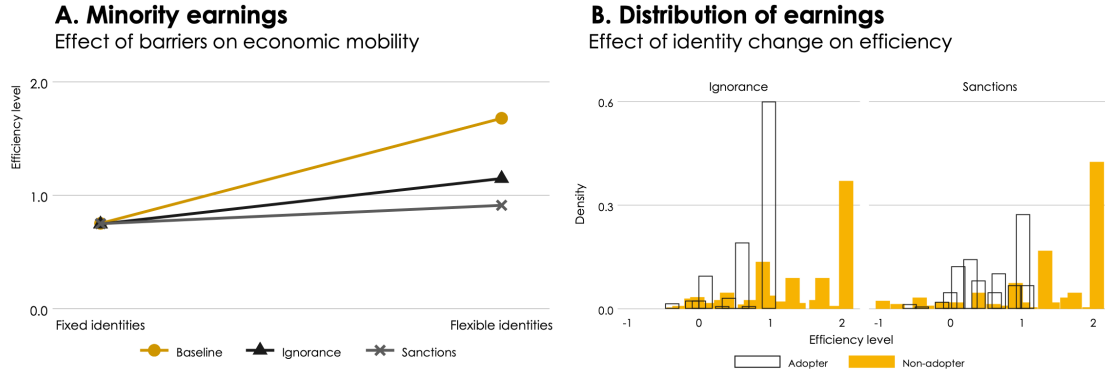 A. Minority earnings
Effect of barriers on economic mobility
Efficiency level
2.0
1.0
0.0
Fixed identities
Flexible identities
Baseline
Ignorance
Sanctions
B. Distribution of earnings
Effect of identity change on efficiency
Ignorance
Sanctions
Density
0.6
0.3
0.0
-1 0 1 2
-1 0 1 2
Efficiency level
Adopter
Non-adopter